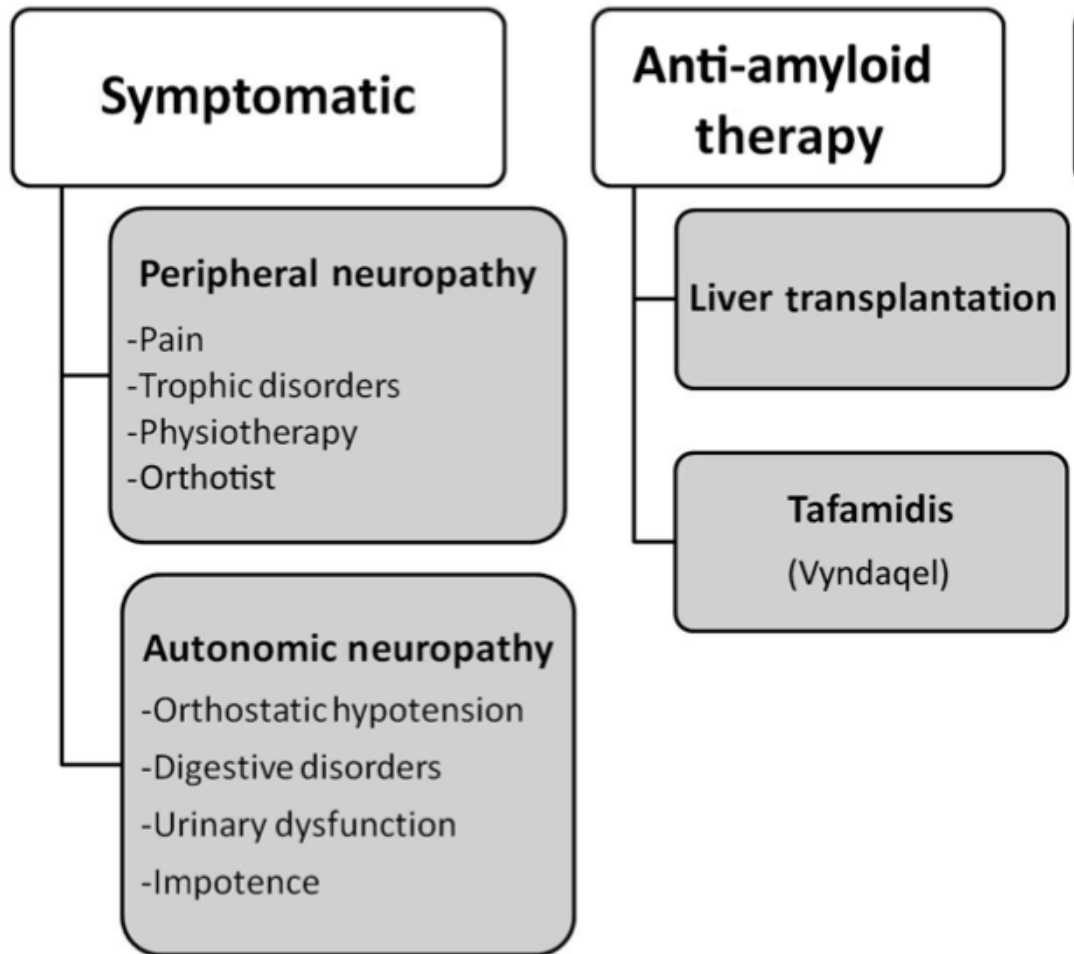 Symptomatic
Peripheral neuropathy
-Pain
-Trophic disorders
-Physiotherapy
-Orthotist
Autonomic neuropathy
-Orthostatic hypotension
-Digestive disorders
-Urinary dysfunction
-Impotence
Anti-amyloid
therapy
Liver transplantation
Tafamidis
(Vyndaqel)